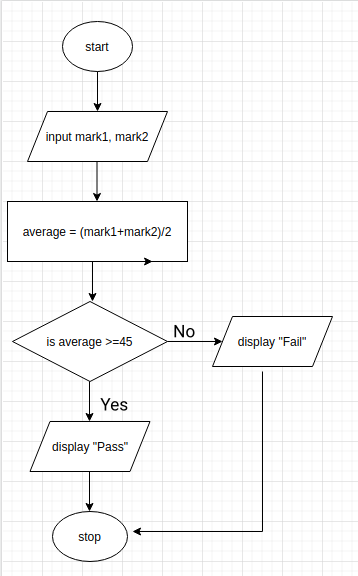 start
input mark1, mark2
average = (mark1+mark2)/2
is average >=45
No
display "Fail"
Yes
display "Pass"
stop